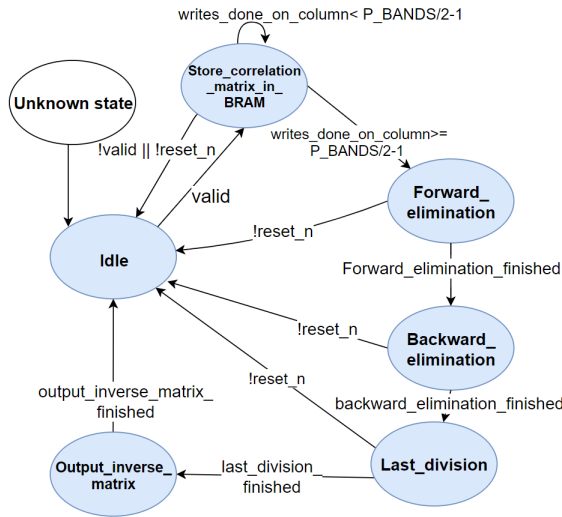 writes_done_on_column< P_BANDS/2-1
Store_correlation
_matrix_in_
BRAM
Unknown state
writes_done_on_column>=
P_BANDS/2-1
!valid || !reset_n
valid
Forward_
elimination
!reset_n
Idle
Forward_elimination_finished
!reset_n
Backward_
elimination
!reset_n
output_inverse_matrix_
finished
backward_elimination_finished
Output_inverse_
matrix
last_division_
finished
Last_division